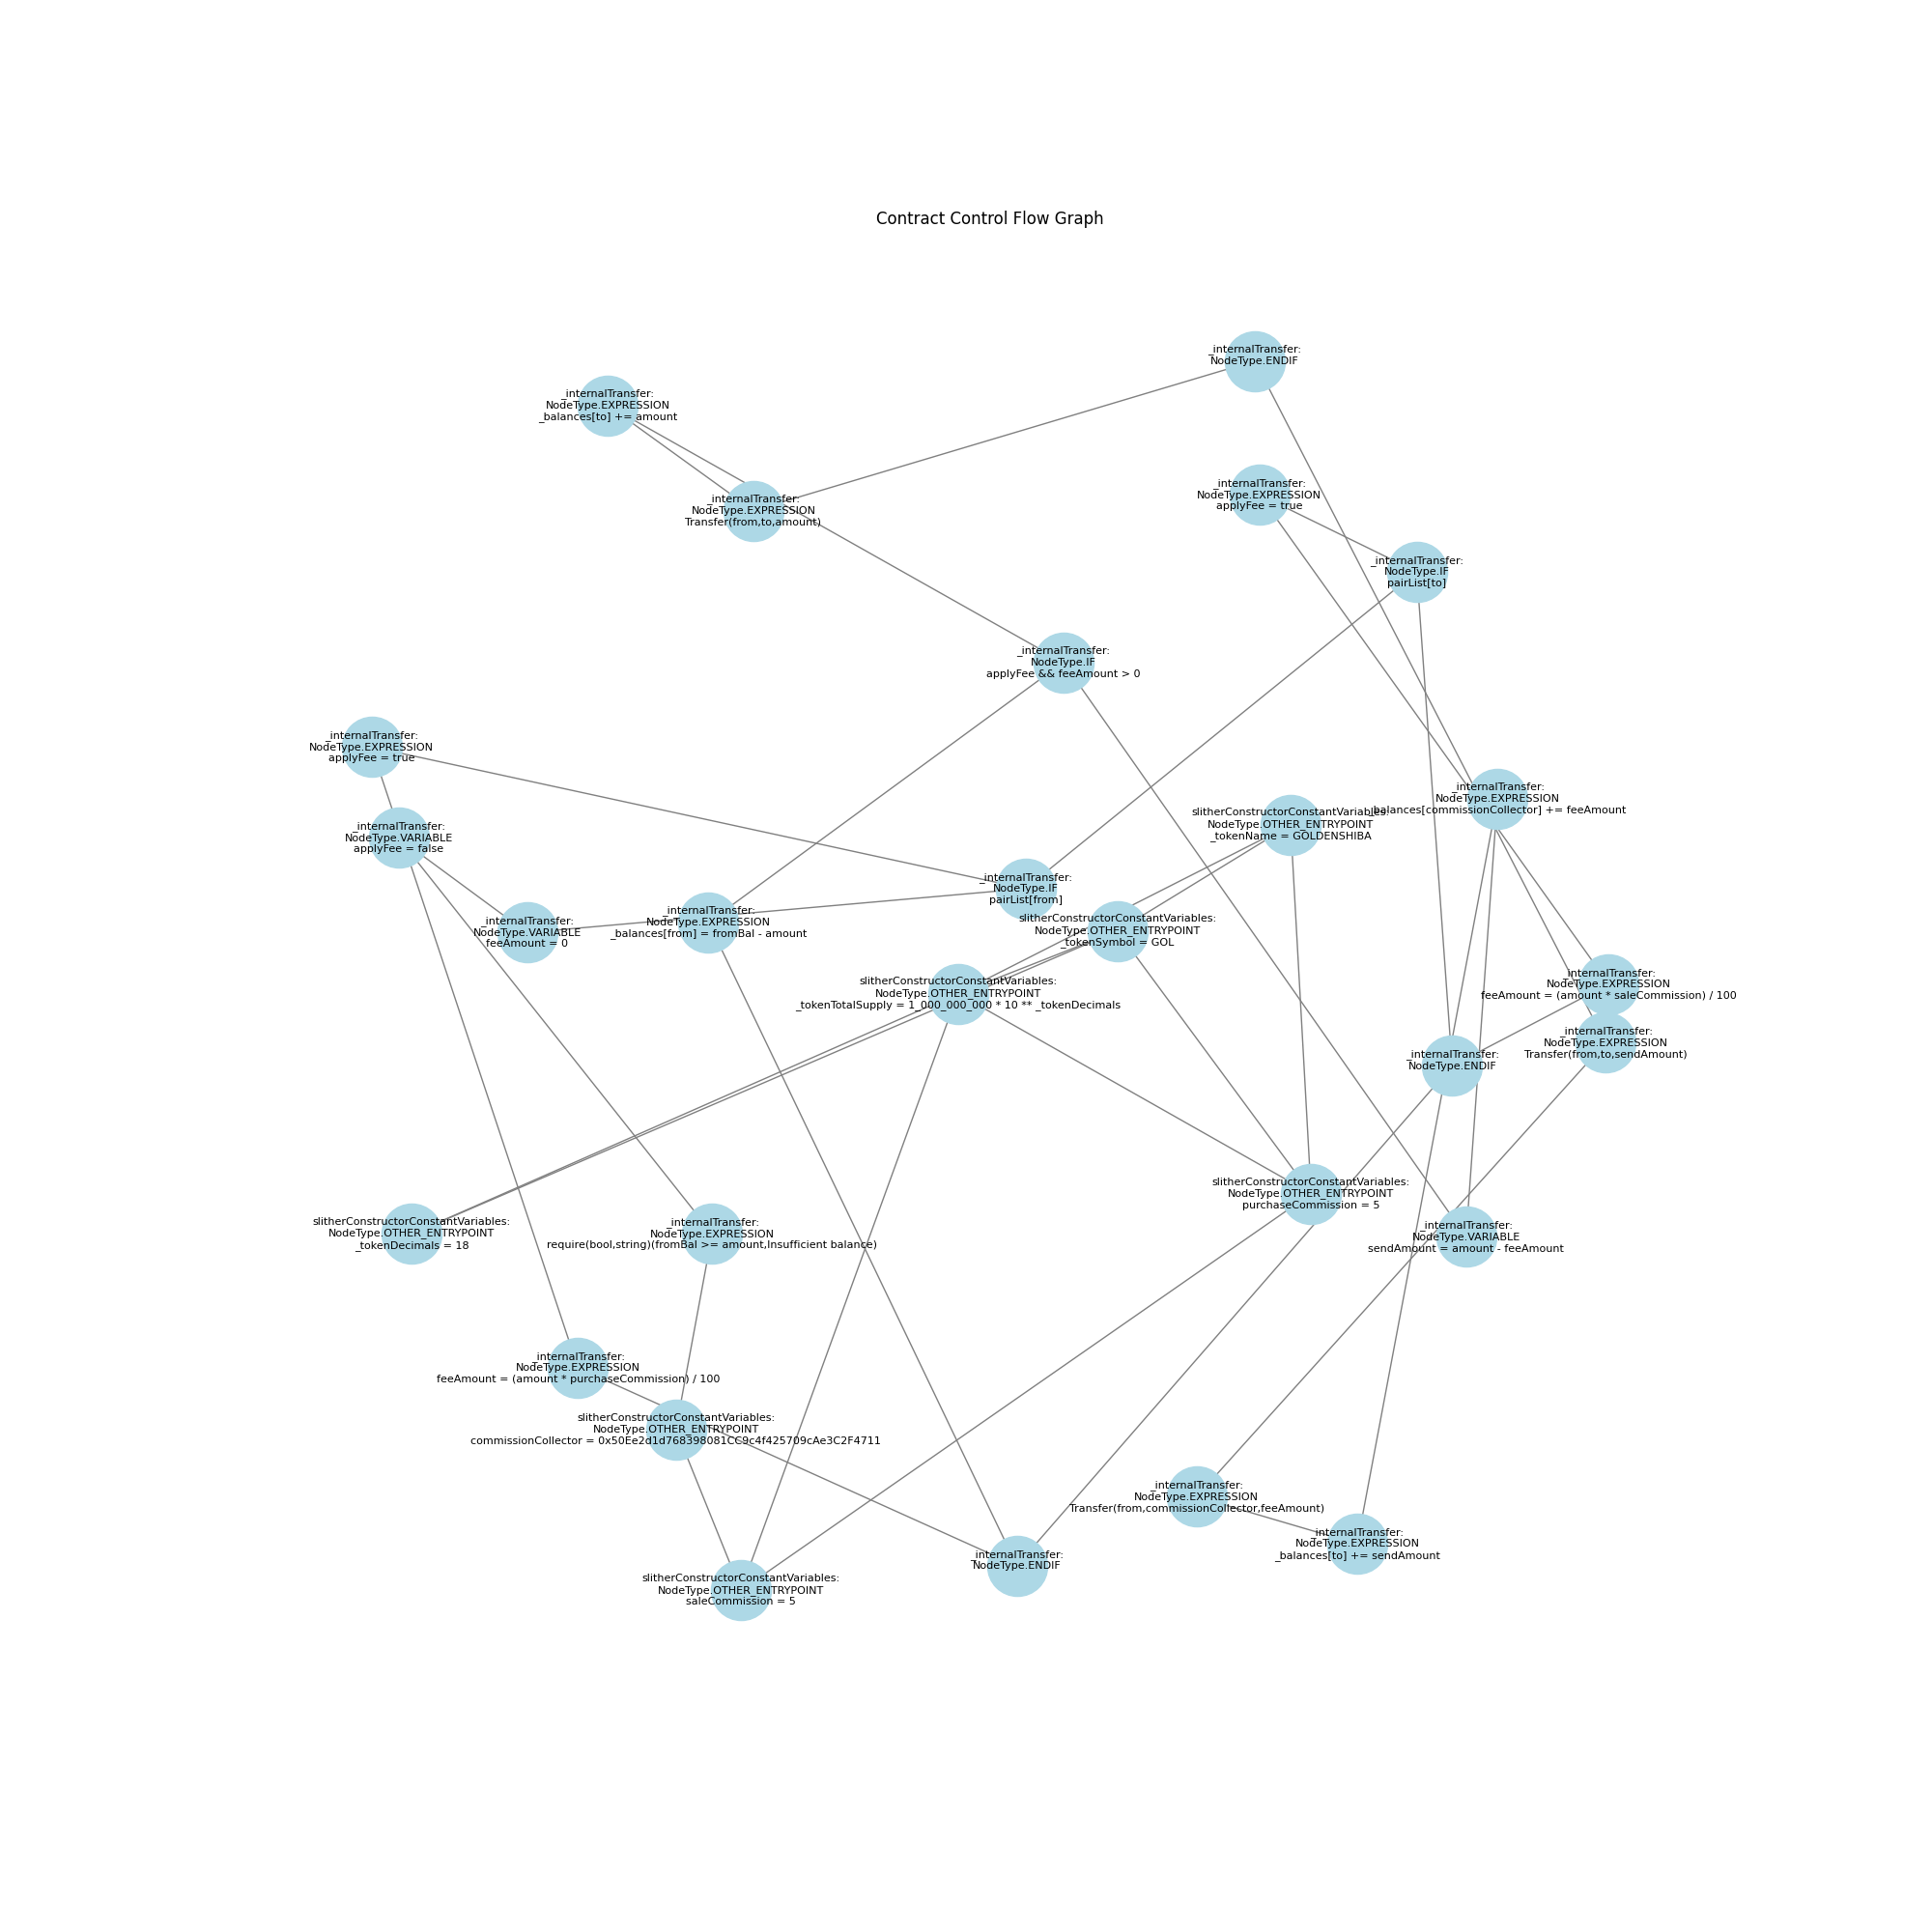 Contract Control Flow Graph
_internalTransfer:
NodeType.ENDIF
_internalTransfer:
NodeType.EXPRESSION
_balances[to] += amount
_internalTransfer:
NodeType.EXPRESSION
applyFee = true
_internalTransfer:
NodeType.EXPRESSION
Transfer(from,to,amount)
_internalTransfer:
NodeType.IF
pairList[to]
_internalTransfer:
NodeType.IF
applyFee && feeAmount > 0
_internalTransfer:
NodeType.EXPRESSION
applyFee = true
_internalTransfer:
NodeType.EXPRESSION
_balances[commissionCollector] += feeAmount
slitherConstructorConstantVariables:
NodeType.OTHER_ENTRYPOINT
_tokenName = GOLDENSHIBA
_internalTransfer:
NodeType.VARIABLE
applyFee = false
_internalTransfer:
NodeType.IF
pairList[from]
_internalTransfer:
NodeType.EXPRESSION
_balances[from] = fromBal - amount
_internalTransfer:
NodeType.VARIABLE
feeAmount = 0
slitherConstructorConstantVariables:
NodeType.OTHER_ENTRYPOINT
_tokenSymbol = GOL
_internalTransfer:
NodeType.EXPRESSION
feeAmount = (amount * saleCommission) / 100
slitherConstructorConstantVariables:
NodeType.OTHER_ENTRYPOINT
_tokenTotalSupply = 1_000_000_000 * 10 ** _tokenDecimals
_internalTransfer:
NodeType.EXPRESSION
Transfer(from,to,sendAmount)
_internalTransfer:
NodeType.ENDIF
slitherConstructorConstantVariables:
NodeType.OTHER_ENTRYPOINT
purchaseCommission = 5
slitherConstructorConstantVariables:
NodeType.OTHER_ENTRYPOINT
_tokenDecimals = 18
_internalTransfer:
NodeType.EXPRESSION
require(bool,string)(fromBal >= amount,Insufficient balance)
_internalTransfer:
NodeType.VARIABLE
sendAmount = amount - feeAmount
_internalTransfer:
NodeType.EXPRESSION
feeAmount = (amount * purchaseCommission) / 100
slitherConstructorConstantVariables:
NodeType.OTHER_ENTRYPOINT
commissionCollector = 0x50Ee2d1d768398081CC9c4f425709cAe3C2F4711
_internalTransfer:
NodeType.EXPRESSION
Transfer(from,commissionCollector,feeAmount)
_internalTransfer:
NodeType.EXPRESSION
_balances[to] += sendAmount
_internalTransfer:
NodeType.ENDIF
slitherConstructorConstantVariables:
NodeType.OTHER_ENTRYPOINT
saleCommission = 5